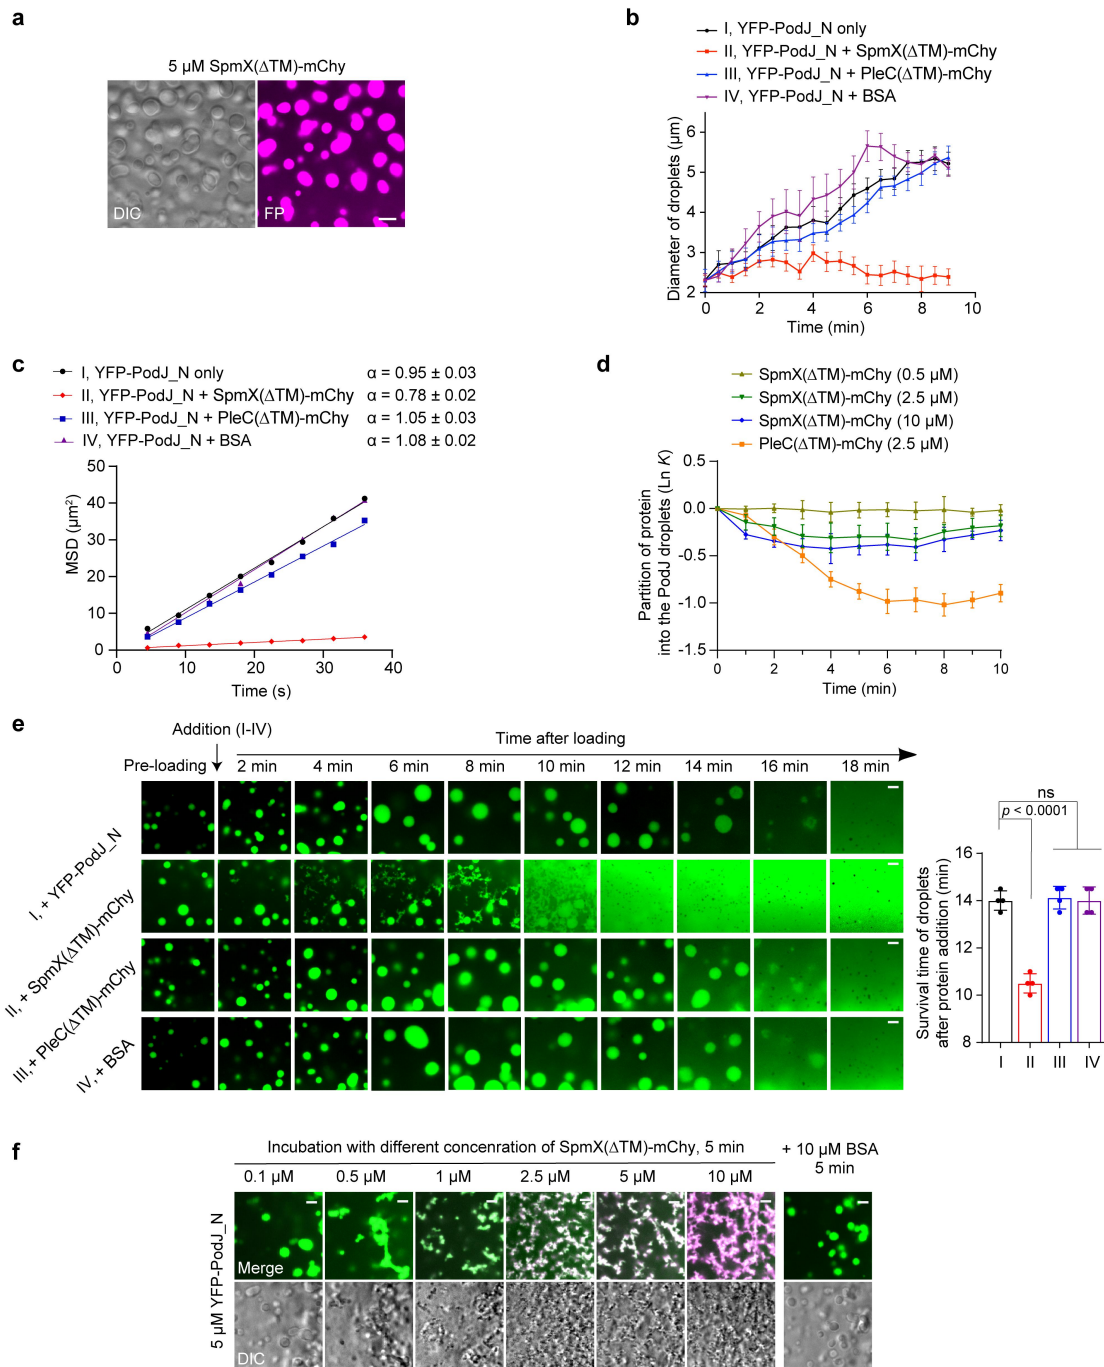 a
5 µM SpmX(ΔTM)-mChy
DIC
FP
b
I, YFP-PodJ_N only
II, YFP-PodJ_N + SpmX(ΔTM)-mChy
III, YFP-PodJ_N + PleC(ΔTM)-mChy
IV, YFP-PodJ_N + BSA
Diameter of droplets (µm)
6
5
4
3
2
0 2 4 6 8 10
Time (min)
c
I, YFP-PodJ_N only α = 0.95 ± 0.03
II, YFP-PodJ_N + SpmX(ΔTM)-mChy α = 0.78 ± 0.02
III, YFP-PodJ_N + PleC(ΔTM)-mChy α = 1.05 ± 0.03
IV, YFP-PodJ_N + BSA α = 1.08 ± 0.02
MSD (µm²)
50
40
30
20
10
0
0 10 20 30 40
Time (s)
d
SpmX(ΔTM)-mChy (0.5 µM)
SpmX(ΔTM)-mChy (2.5 µM)
SpmX(ΔTM)-mChy (10 µM)
PleC(ΔTM)-mChy (2.5 µM)
Partition of protein
into the PodJ droplets (Ln K)
0.5
-0.0
-0.5
-1.0
-1.5
0 2 4 6 8 10
Time (min)
e
Addition (I-IV)
Time after loading
Pre-loading 2 min 4 min 6 min 8 min 10 min 12 min 14 min 16 min 18 min
I, + YFP-PodJ_N
II, + SpmX(ΔTM)-mChy
III, + PleC(ΔTM)-mChy
IV, + BSA
ns
p < 0.0001
Survival time of droplets
after protein addition (min)
16
14
12
10
8
I II III IV
f
Incubation with different concenration of SpmX(ΔTM)-mChy, 5 min
+ 10 µM BSA
5 min
0.1 µM 0.5 µM 1 µM 2.5 µM 5 µM 10 µM
5 µM YFP-PodJ_N
Merge
DIC